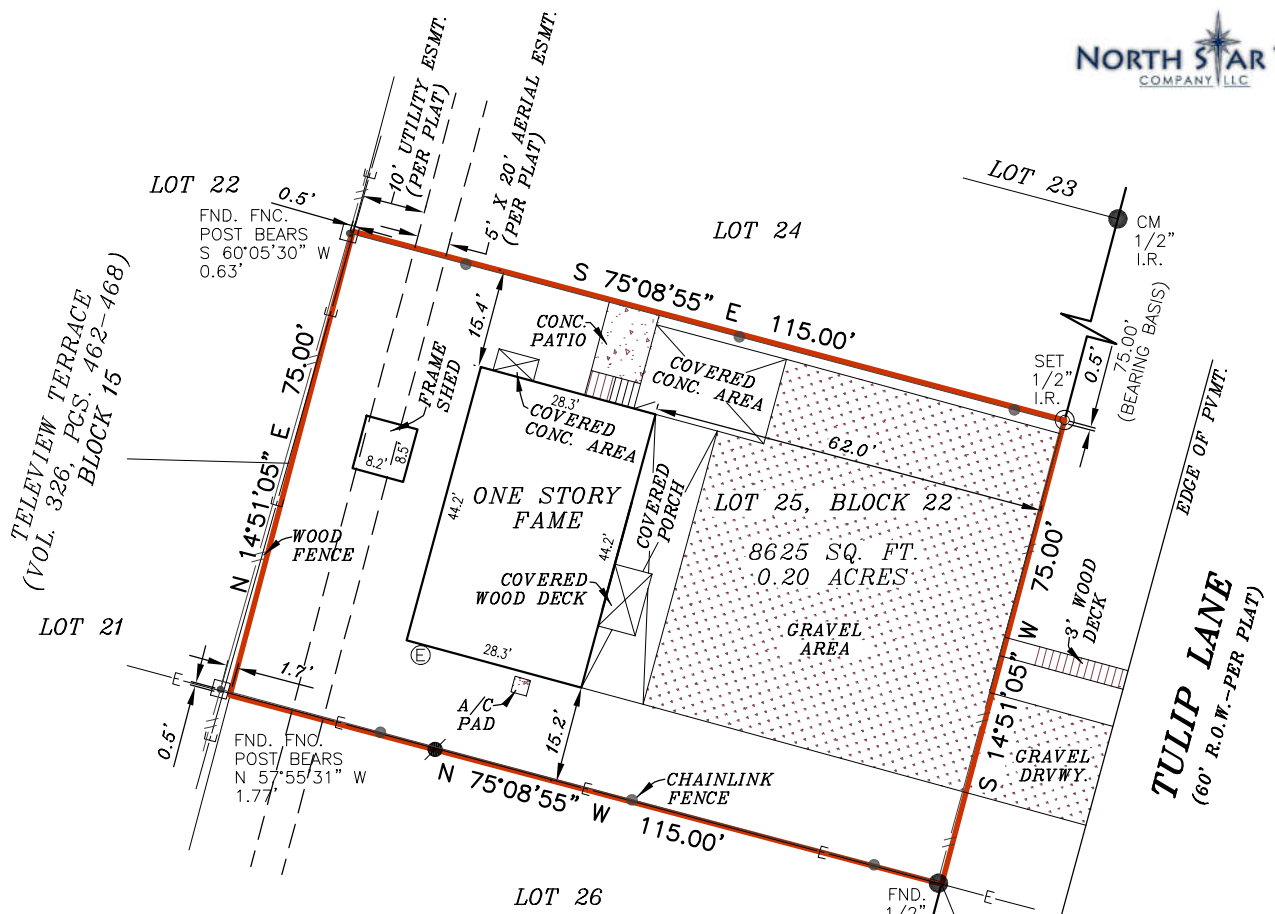 NORTH STAR
COMPANY LLC
10' UTILITY ESMT.
(PER PLAT)
5' X 20' AERIAL ESMT.
(PER PLAT)
LOT 22
0.5'
FND. FNC.
POST BEARS
S 60°05'30" W
0.63'
LOT 23
CM
1/2"
I.R.
LOT 24
S 75°08'55" E 115.00'
75.00'
(BEARING BASIS)
SET
1/2"
I.R.
0.5'
EDGE OF PVMT.
TELEVIEW TERRACE
(VOL. 326, PGS. 462-468)
BLOCK 15
N 14°51'05" E 75.00'
15.4'
CONC.
PATIO
COVERED
CONC. AREA
FRAME
SHED
8.2'
8.5'
28.3'
COVERED
CONC. AREA
62.0'
44.2'
ONE STORY
FAME
44.2'
COVERED
PORCH
LOT 25, BLOCK 22
8625 SQ. FT.
0.20 ACRES
WOOD
FENCE
COVERED
WOOD DECK
GRAVEL
AREA
S 14°51'05" W 75.00'
3' WOOD
DECK
TULIP LANE
(60' R.O.W.-PER PLAT)
LOT 21
1.7'
E
28.3'
A/C
PAD
15.2'
0.5'
FND. FNC.
POST BEARS
N 57°55'31" W
1.77'
GRAVEL
DRVWY.
N 75°08'55" W 115.00'
CHAINLINK
FENCE
LOT 26
FND.
1/2"